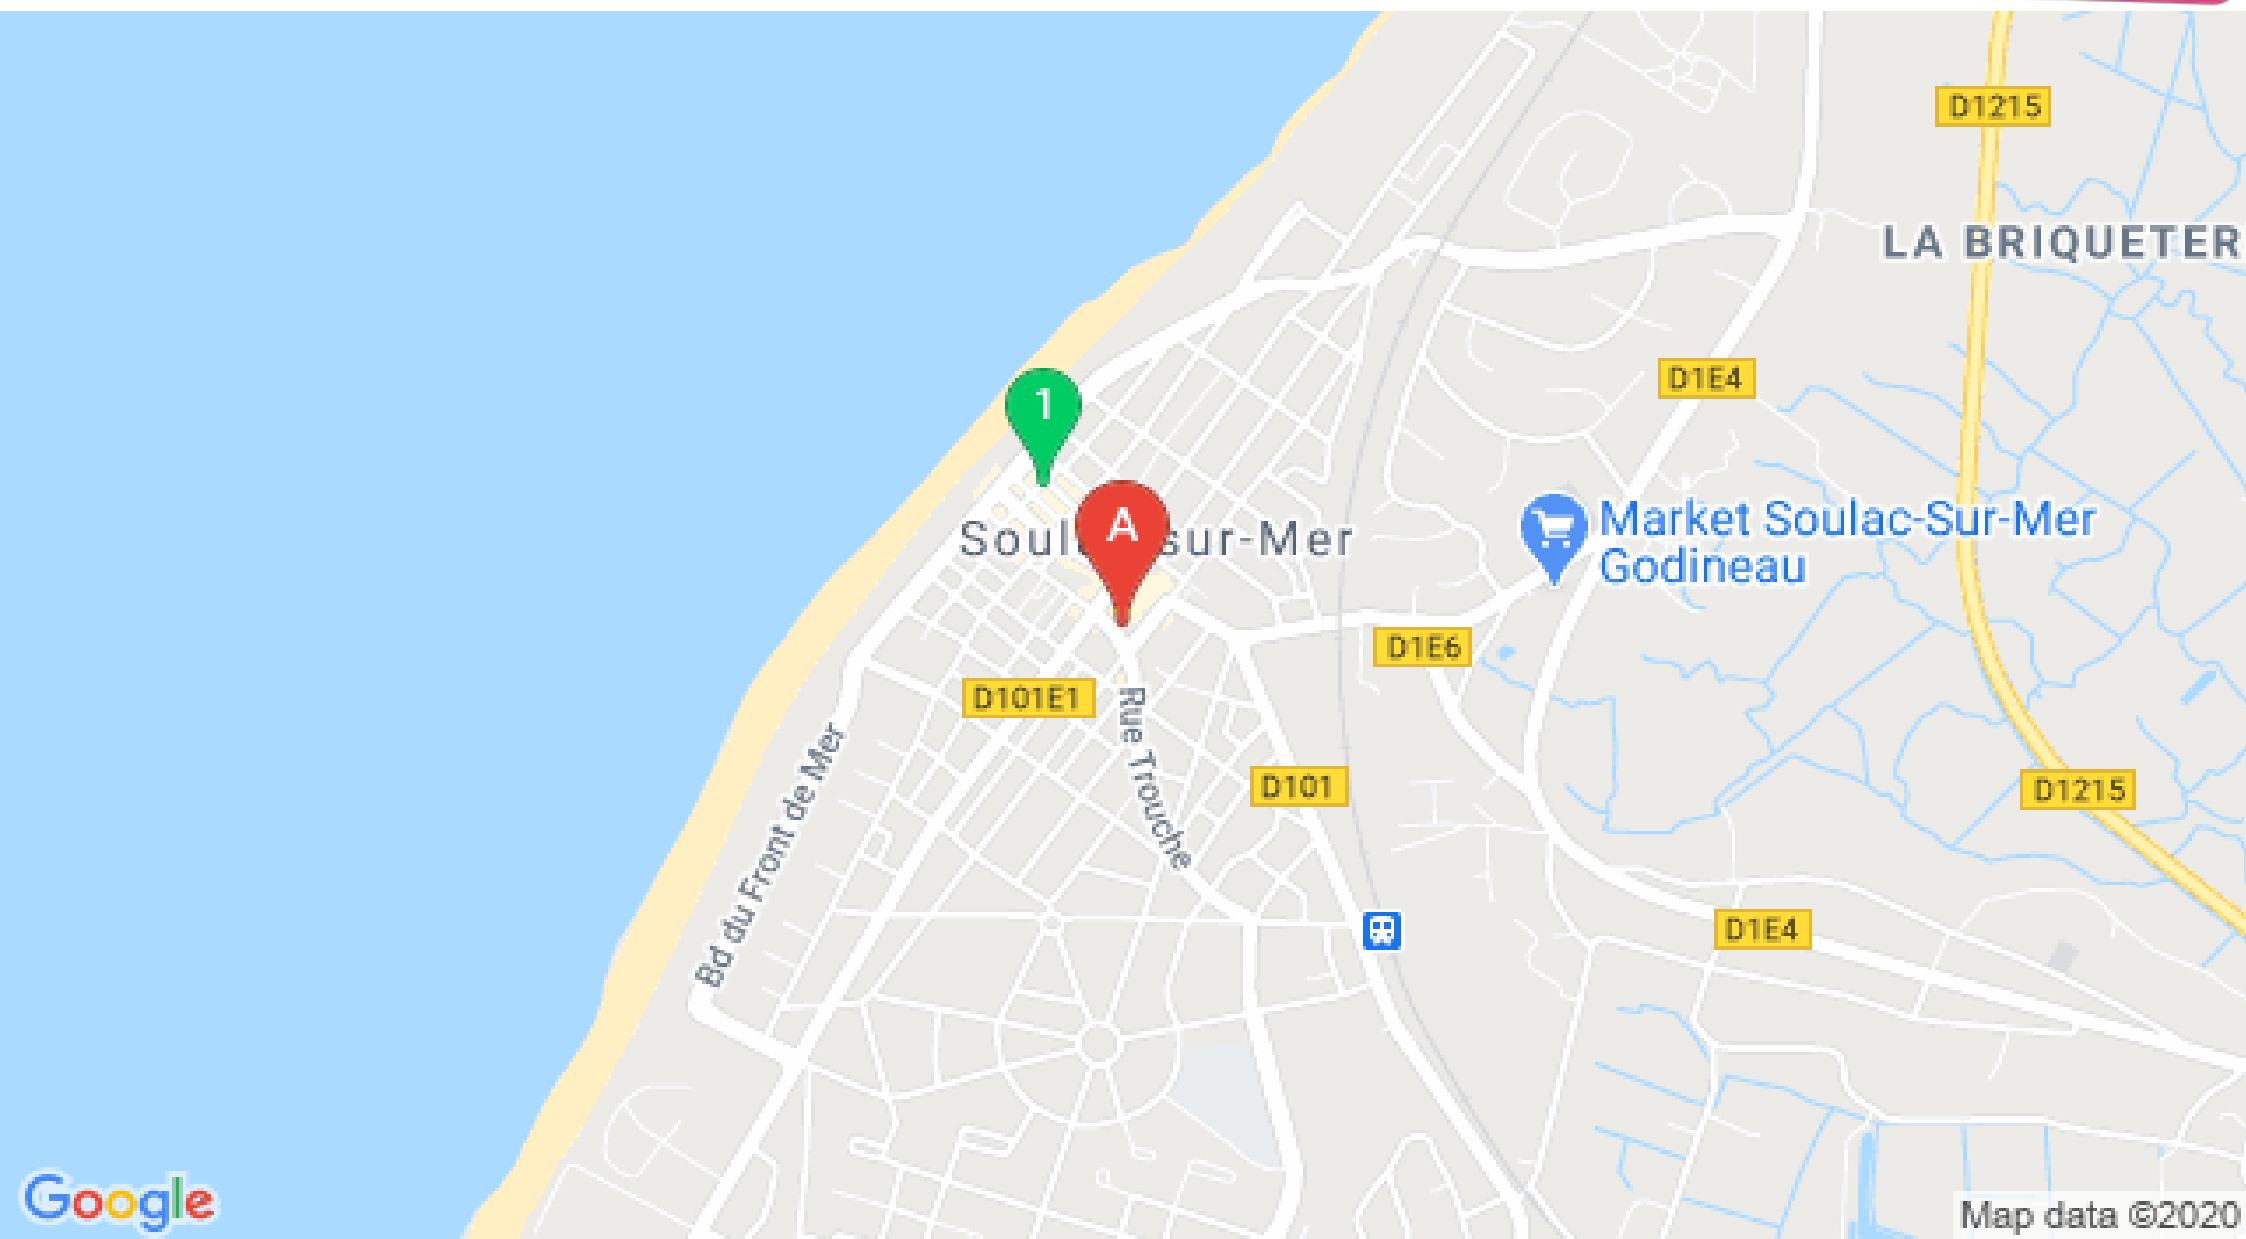 D1215
LA BRIQUETER
D1E4
1
A
Soul sur-Mer
Market Soulac-Sur-Mer
Godineau
D1E6
D101E1
Rue Trouche
D101
D1215
Bd du Front de Mer
D1E4
Google
Map data ©2020